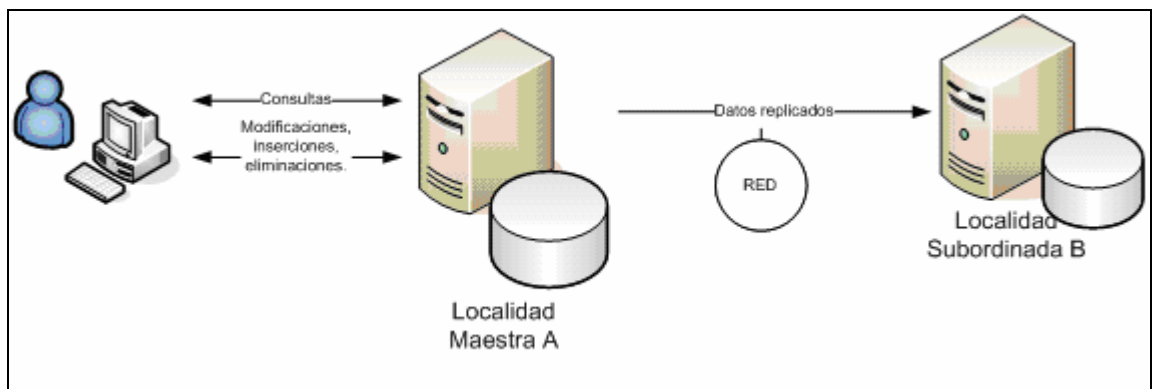 Consultas
Modificaciones,
inserciones,
eliminaciones.
Datos replicados
RED
Localidad
Maestra A
Localidad
Subordinada B